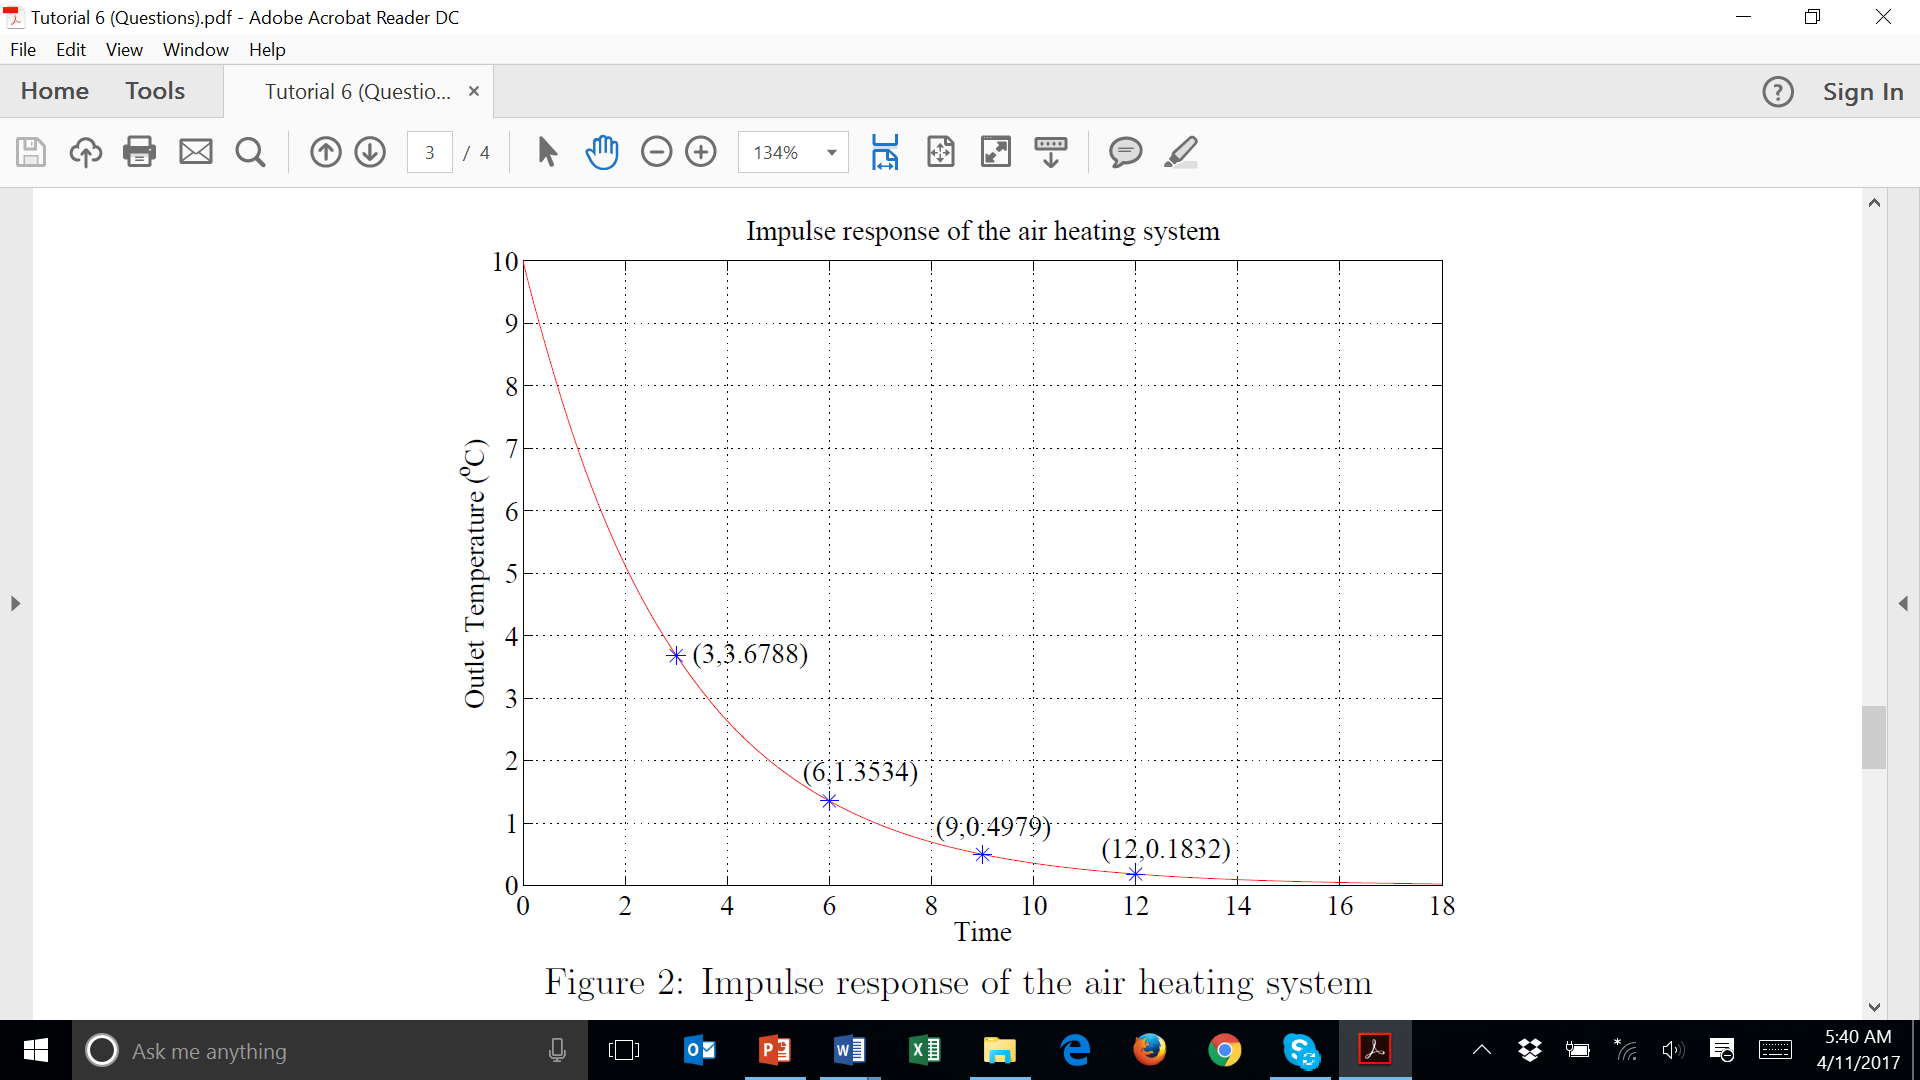 Tutorial 6 (Questions).pdf - Adobe Acrobat Reader DC
File Edit View Window Help
Home Tools Tutorial 6 (Questio... × ? Sign In
3 / 4 134%
Impulse response of the air heating system
10
9
8
7
6
5
4
3
2
1
0
Outlet Temperature (°C)
(3,3.6788)
(6,1.3534)
(9,0.4979)
(12,0.1832)
0 2 4 6 8 10 12 14 16 18
Time
Figure 2: Impulse response of the air heating system
Ask me anything
5:40 AM
4/11/2017